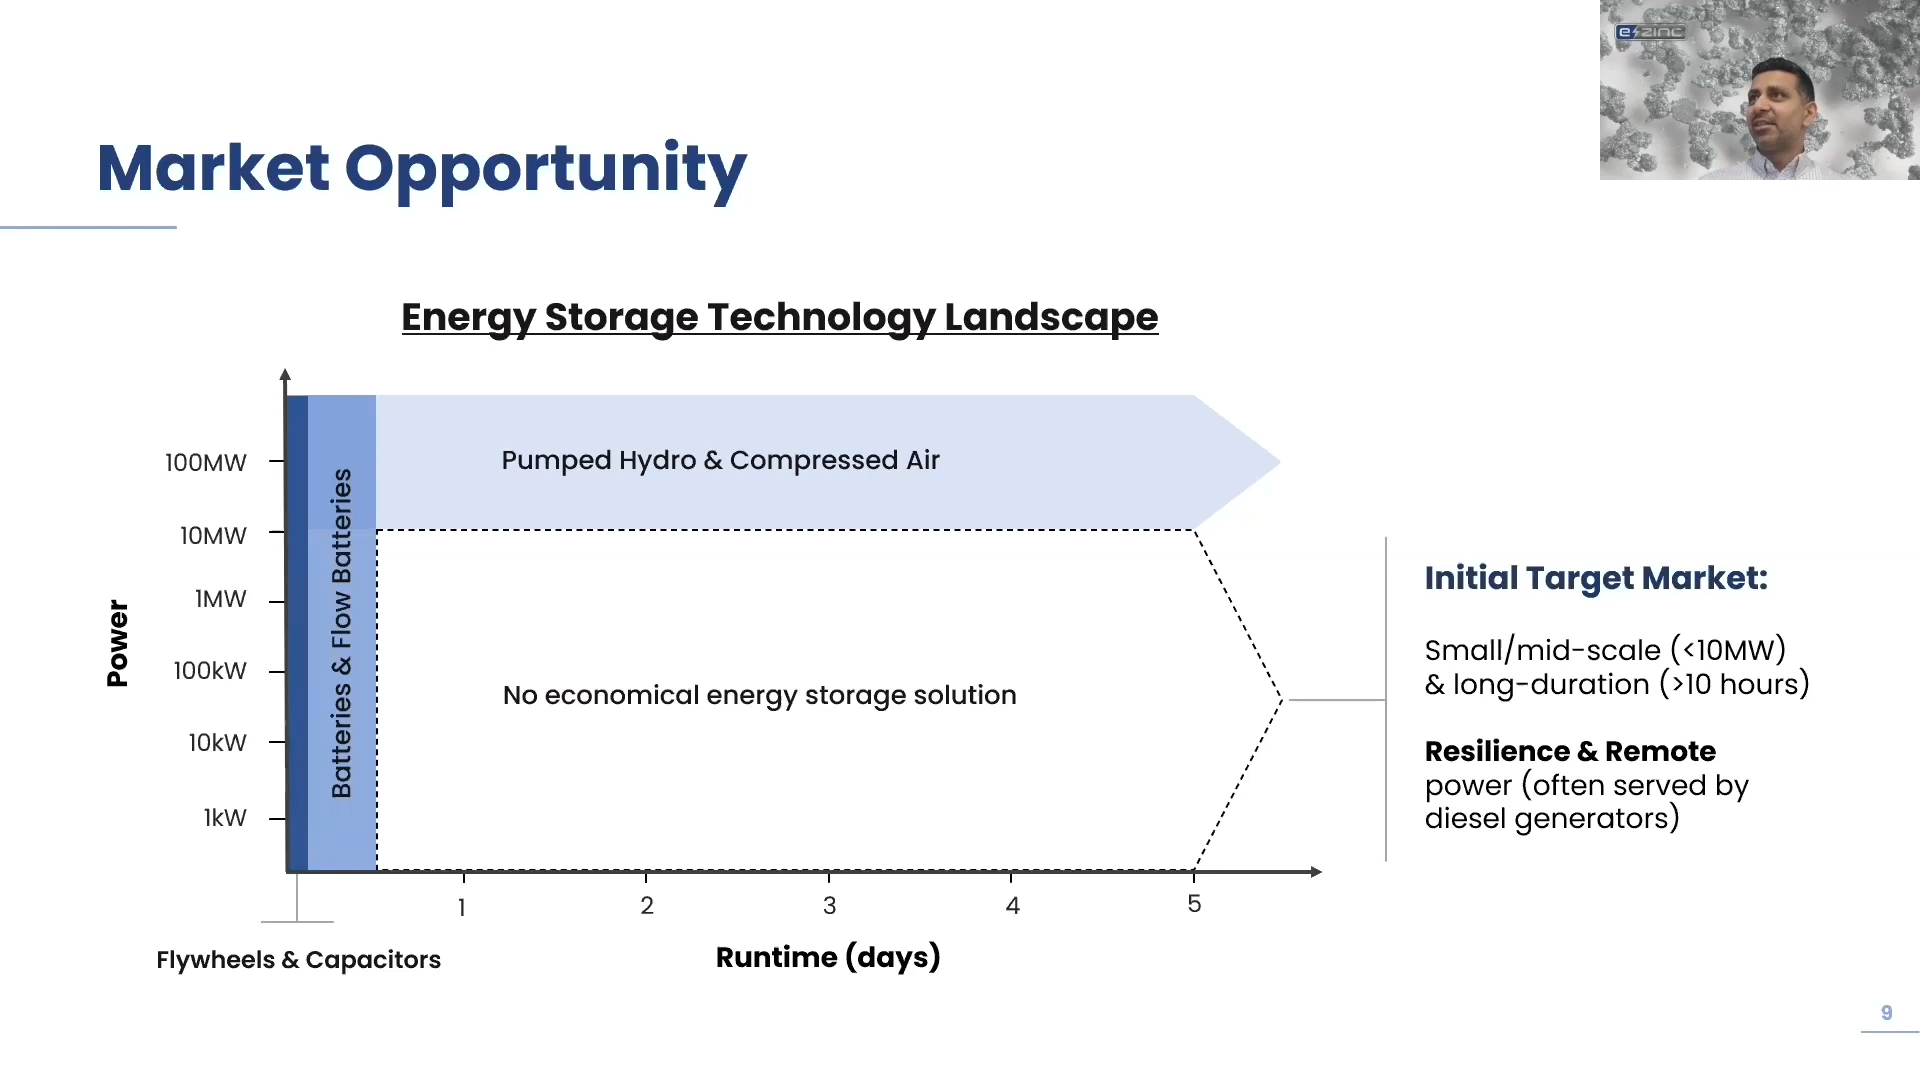 e zinc
Market Opportunity
Energy Storage Technology Landscape
100MW
10MW
1MW
100kW
10kW
1kW
Power
Batteries & Flow Batteries
Pumped Hydro & Compressed Air
No economical energy storage solution
1
2
3
4
5
Runtime (days)
Flywheels & Capacitors
Initial Target Market:
Small/mid-scale (<10MW)
& long-duration (>10 hours)
Resilience & Remote
power (often served by
diesel generators)
9